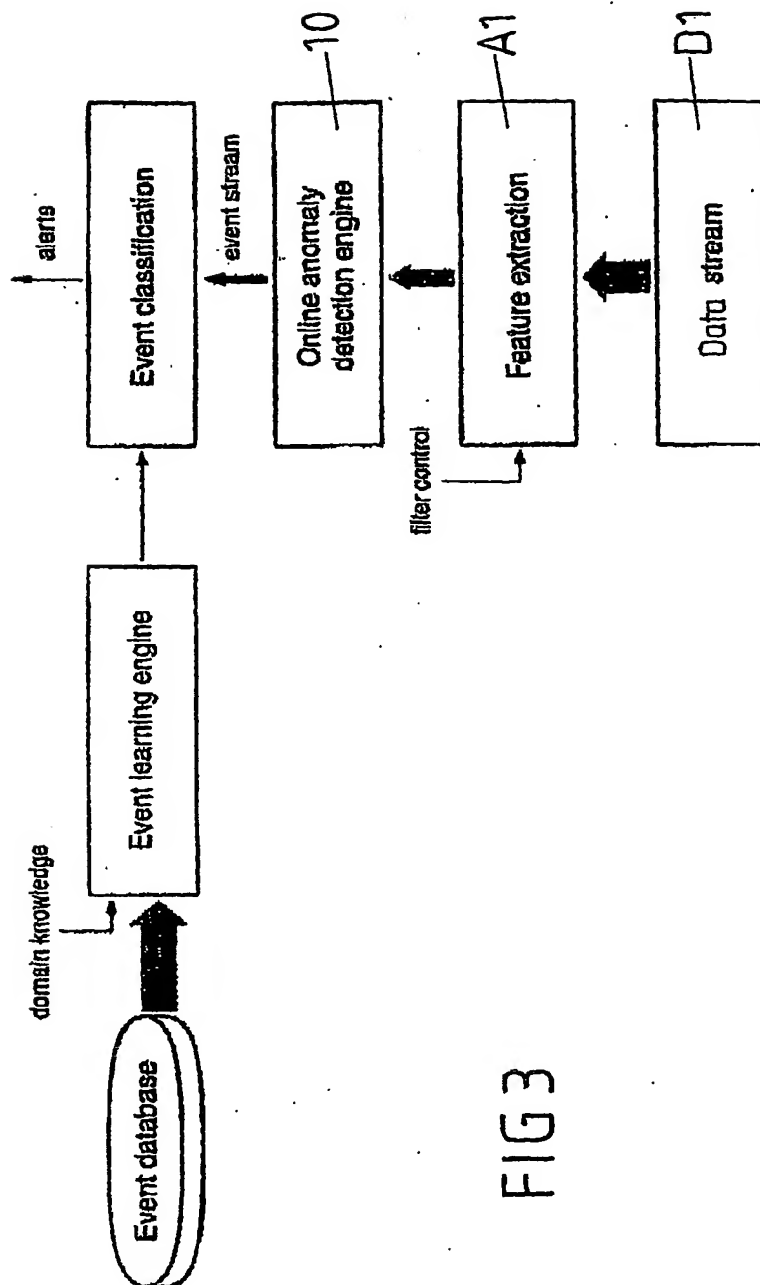 alerts
Event classification
event stream
Online anomaly
detection engine
10
Feature extraction
A1
filter control
Data stream
D1
domain knowledge
Event learning engine
Event database
FIG 3